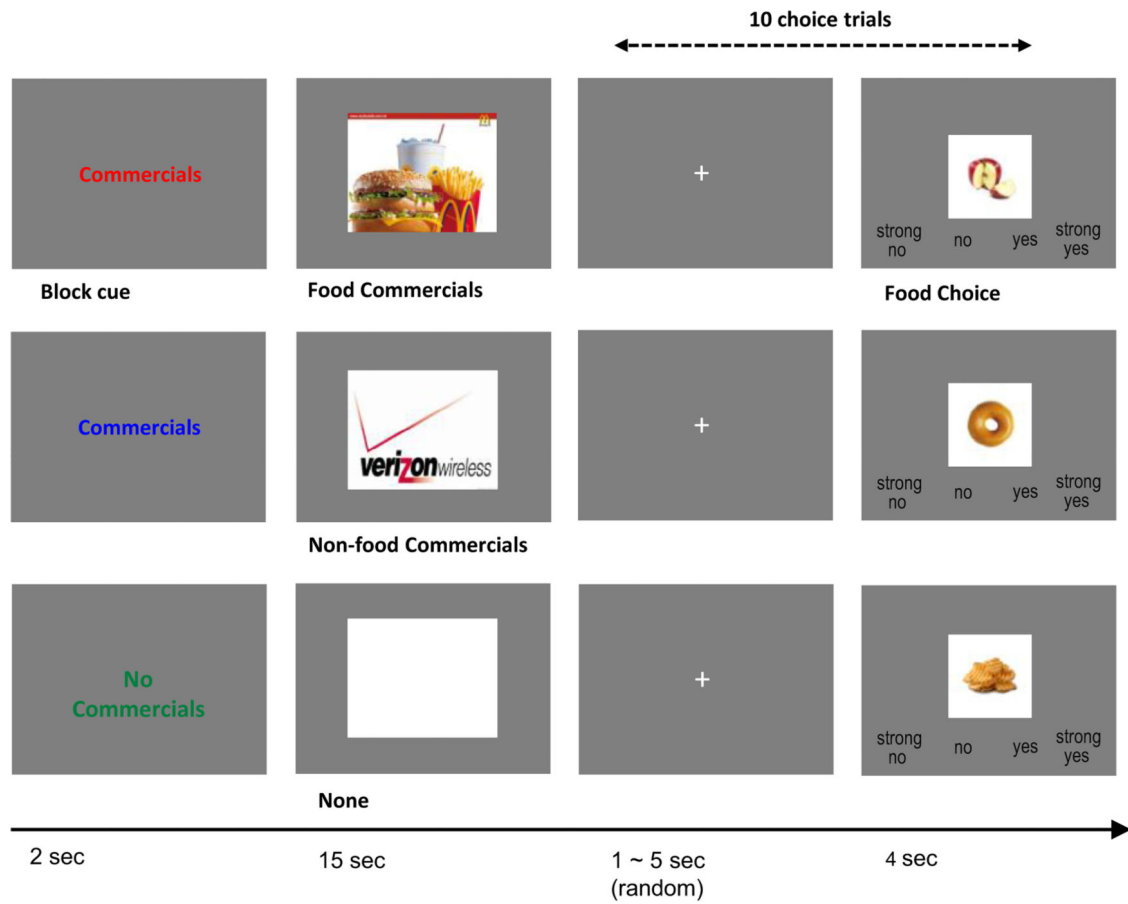 10 choice trials
Commercials
+
strong
no
no
yes
strong
yes
Block cue
Food Commercials
Food Choice
Commercials
verizonwireless
+
strong
no
no
yes
strong
yes
Non-food Commercials
No
Commercials
+
strong
no
no
yes
strong
yes
None
2 sec
15 sec
1 ~ 5 sec
(random)
4 sec